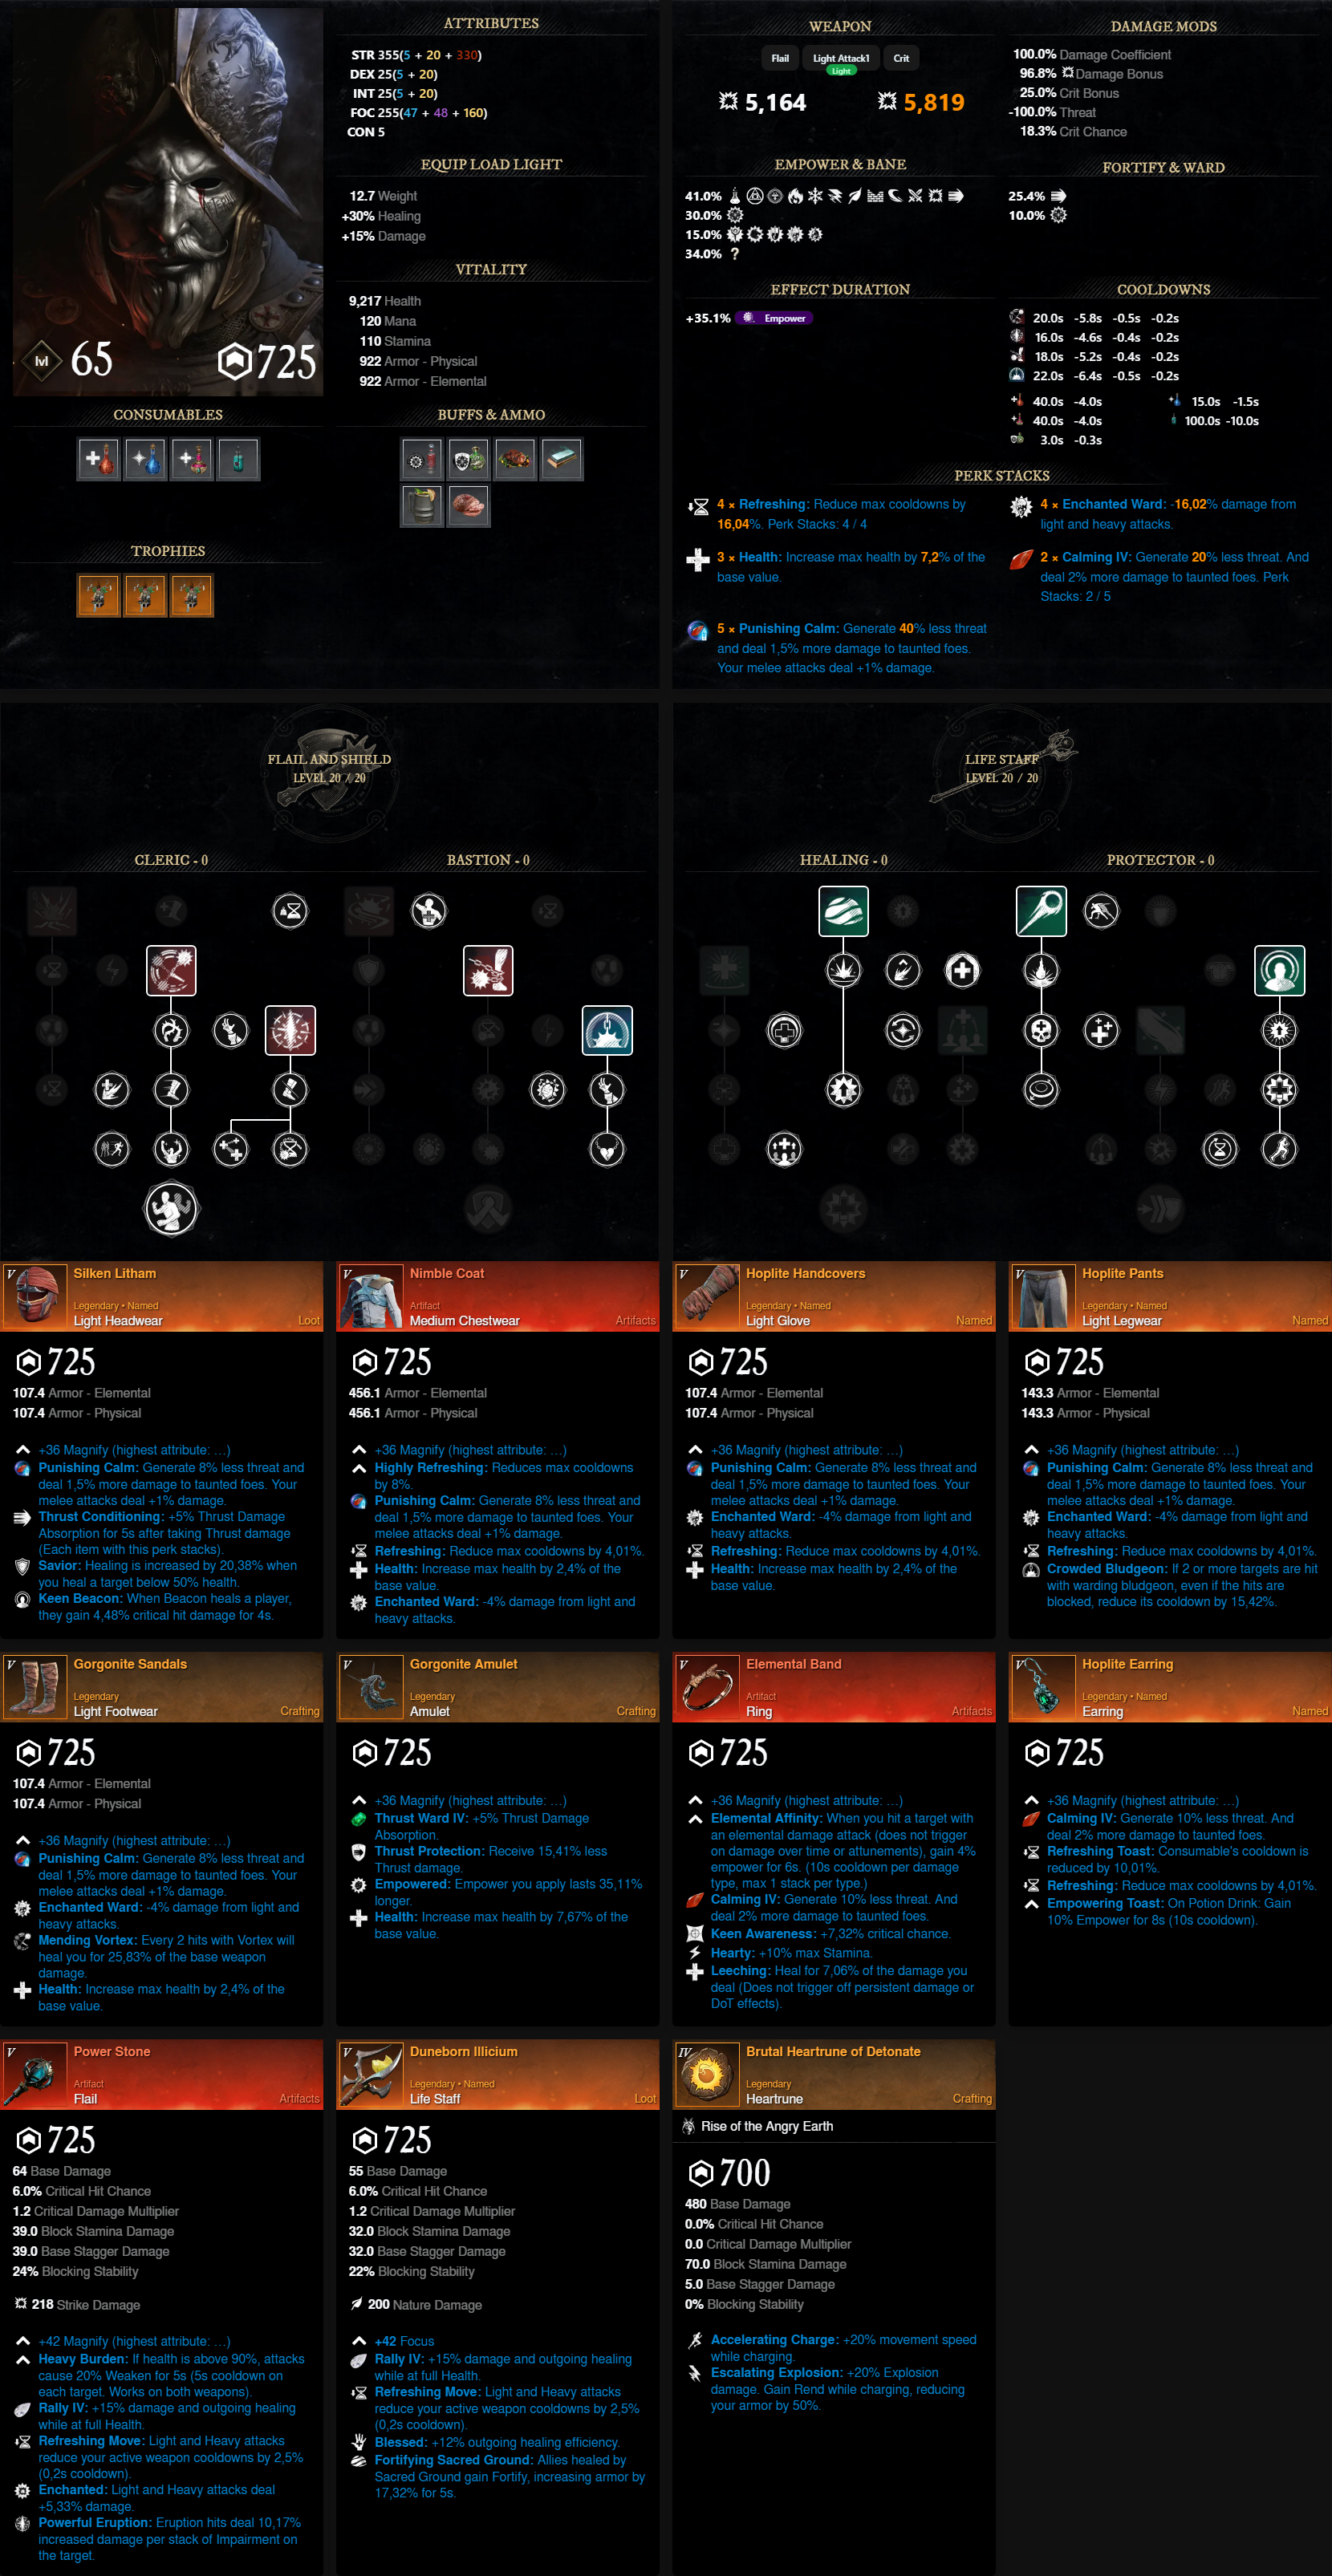 ATTRIBUTES
STR 355(5 + 20 + 330)
DEX 25(5 + 20)
INT 25(5 + 20)
FOC 255(47 + 48 + 160)
CON 5
EQUIP LOAD LIGHT
12.7 Weight
+30% Healing
+15% Damage
VITALITY
9,217 Health
120 Mana
110 Stamina
922 Armor - Physical
922 Armor - Elemental
lvl 65
725
CONSUMABLES
BUFFS & AMMO
TROPHIES
WEAPON
Flail
Light Attack1
Light
Crit
5,164
5,819
DAMAGE MODS
100.0% Damage Coefficient
96.8% Damage Bonus
25.0% Crit Bonus
-100.0% Threat
18.3% Crit Chance
EMPOWER & BANE
41.0%
30.0%
15.0%
34.0% ?
FORTIFY & WARD
25.4%
10.0%
EFFECT DURATION
+35.1% Empower
COOLDOWNS
20.0s -5.8s -0.5s -0.2s
16.0s -4.6s -0.4s -0.2s
18.0s -5.2s -0.4s -0.2s
22.0s -6.4s -0.5s -0.2s
40.0s -4.0s 15.0s -1.5s
40.0s -4.0s 100.0s -10.0s
3.0s -0.3s
PERK STACKS
4 × Refreshing: Reduce max cooldowns by
16,04%. Perk Stacks: 4 / 4
4 × Enchanted Ward: -16,02% damage from
light and heavy attacks.
3 × Health: Increase max health by 7,2% of the
base value.
2 × Calming IV: Generate 20% less threat. And
deal 2% more damage to taunted foes. Perk
Stacks: 2 / 5
5 × Punishing Calm: Generate 40% less threat
and deal 1,5% more damage to taunted foes.
Your melee attacks deal +1% damage.
FLAIL AND SHIELD
LEVEL 20 / 20
CLERIC - 0
BASTION - 0
LIFE STAFF
LEVEL 20 / 20
HEALING - 0
PROTECTOR - 0
V
Silken Litham
Legendary • Named
Light Headwear
Loot
725
107.4 Armor - Elemental
107.4 Armor - Physical
+36 Magnify (highest attribute: …)
Punishing Calm: Generate 8% less threat and
deal 1,5% more damage to taunted foes. Your
melee attacks deal +1% damage.
Thrust Conditioning: +5% Thrust Damage
Absorption for 5s after taking Thrust damage
(Each item with this perk stacks).
Savior: Healing is increased by 20,38% when
you heal a target below 50% health.
Keen Beacon: When Beacon heals a player,
they gain 4,48% critical hit damage for 4s.
V
Nimble Coat
Artifact
Medium Chestwear
Artifacts
725
456.1 Armor - Elemental
456.1 Armor - Physical
+36 Magnify (highest attribute: …)
Highly Refreshing: Reduces max cooldowns
by 8%.
Punishing Calm: Generate 8% less threat and
deal 1,5% more damage to taunted foes. Your
melee attacks deal +1% damage.
Refreshing: Reduce max cooldowns by 4,01%.
Health: Increase max health by 2,4% of the
base value.
Enchanted Ward: -4% damage from light and
heavy attacks.
V
Hoplite Handcovers
Legendary • Named
Light Glove
Named
725
107.4 Armor - Elemental
107.4 Armor - Physical
+36 Magnify (highest attribute: …)
Punishing Calm: Generate 8% less threat and
deal 1,5% more damage to taunted foes. Your
melee attacks deal +1% damage.
Enchanted Ward: -4% damage from light and
heavy attacks.
Refreshing: Reduce max cooldowns by 4,01%.
Health: Increase max health by 2,4% of the
base value.
V
Hoplite Pants
Legendary • Named
Light Legwear
Named
725
143.3 Armor - Elemental
143.3 Armor - Physical
+36 Magnify (highest attribute: …)
Punishing Calm: Generate 8% less threat and
deal 1,5% more damage to taunted foes. Your
melee attacks deal +1% damage.
Enchanted Ward: -4% damage from light and
heavy attacks.
Refreshing: Reduce max cooldowns by 4,01%.
Crowded Bludgeon: If 2 or more targets are hit
with warding bludgeon, even if the hits are
blocked, reduce its cooldown by 15,42%.
V
Gorgonite Sandals
Legendary
Light Footwear
Crafting
725
107.4 Armor - Elemental
107.4 Armor - Physical
+36 Magnify (highest attribute: …)
Punishing Calm: Generate 8% less threat and
deal 1,5% more damage to taunted foes. Your
melee attacks deal +1% damage.
Enchanted Ward: -4% damage from light and
heavy attacks.
Mending Vortex: Every 2 hits with Vortex will
heal you for 25,83% of the base weapon
damage.
Health: Increase max health by 2,4% of the
base value.
V
Gorgonite Amulet
Legendary
Amulet
Crafting
725
+36 Magnify (highest attribute: …)
Thrust Ward IV: +5% Thrust Damage
Absorption.
Thrust Protection: Receive 15,41% less
Thrust damage.
Empowered: Empower you apply lasts 35,11%
longer.
Health: Increase max health by 7,67% of the
base value.
V
Elemental Band
Artifact
Ring
Artifacts
725
+36 Magnify (highest attribute: …)
Elemental Affinity: When you hit a target with
an elemental damage attack (does not trigger
on damage over time or attunements), gain 4%
empower for 6s. (10s cooldown per damage
type, max 1 stack per type.)
Calming IV: Generate 10% less threat. And
deal 2% more damage to taunted foes.
Keen Awareness: +7,32% critical chance.
Hearty: +10% max Stamina.
Leeching: Heal for 7,06% of the damage you
deal (Does not trigger off persistent damage or
DoT effects).
V
Hoplite Earring
Legendary • Named
Earring
Named
725
+36 Magnify (highest attribute: …)
Calming IV: Generate 10% less threat. And
deal 2% more damage to taunted foes.
Refreshing Toast: Consumable's cooldown is
reduced by 10,01%.
Refreshing: Reduce max cooldowns by 4,01%.
Empowering Toast: On Potion Drink: Gain
10% Empower for 8s (10s cooldown).
V
Power Stone
Artifact
Flail
Artifacts
725
64 Base Damage
6.0% Critical Hit Chance
1.2 Critical Damage Multiplier
39.0 Block Stamina Damage
39.0 Base Stagger Damage
24% Blocking Stability
218 Strike Damage
+42 Magnify (highest attribute: …)
Heavy Burden: If health is above 90%, attacks
cause 20% Weaken for 5s (5s cooldown on
each target. Works on both weapons).
Rally IV: +15% damage and outgoing healing
while at full Health.
Refreshing Move: Light and Heavy attacks
reduce your active weapon cooldowns by 2,5%
(0,2s cooldown).
Enchanted: Light and Heavy attacks deal
+5,33% damage.
Powerful Eruption: Eruption hits deal 10,17%
increased damage per stack of Impairment on
the target.
V
Duneborn Illicium
Legendary • Named
Life Staff
Loot
725
55 Base Damage
6.0% Critical Hit Chance
1.2 Critical Damage Multiplier
32.0 Block Stamina Damage
32.0 Base Stagger Damage
22% Blocking Stability
200 Nature Damage
+42 Focus
Rally IV: +15% damage and outgoing healing
while at full Health.
Refreshing Move: Light and Heavy attacks
reduce your active weapon cooldowns by 2,5%
(0,2s cooldown).
Blessed: +12% outgoing healing efficiency.
Fortifying Sacred Ground: Allies healed by
Sacred Ground gain Fortify, increasing armor by
17,32% for 5s.
IV
Brutal Heartrune of Detonate
Legendary
Heartrune
Crafting
Rise of the Angry Earth
700
480 Base Damage
0.0% Critical Hit Chance
0.0 Critical Damage Multiplier
70.0 Block Stamina Damage
5.0 Base Stagger Damage
0% Blocking Stability
Accelerating Charge: +20% movement speed
while charging.
Escalating Explosion: +20% Explosion
damage. Gain Rend while charging, reducing
your armor by 50%.